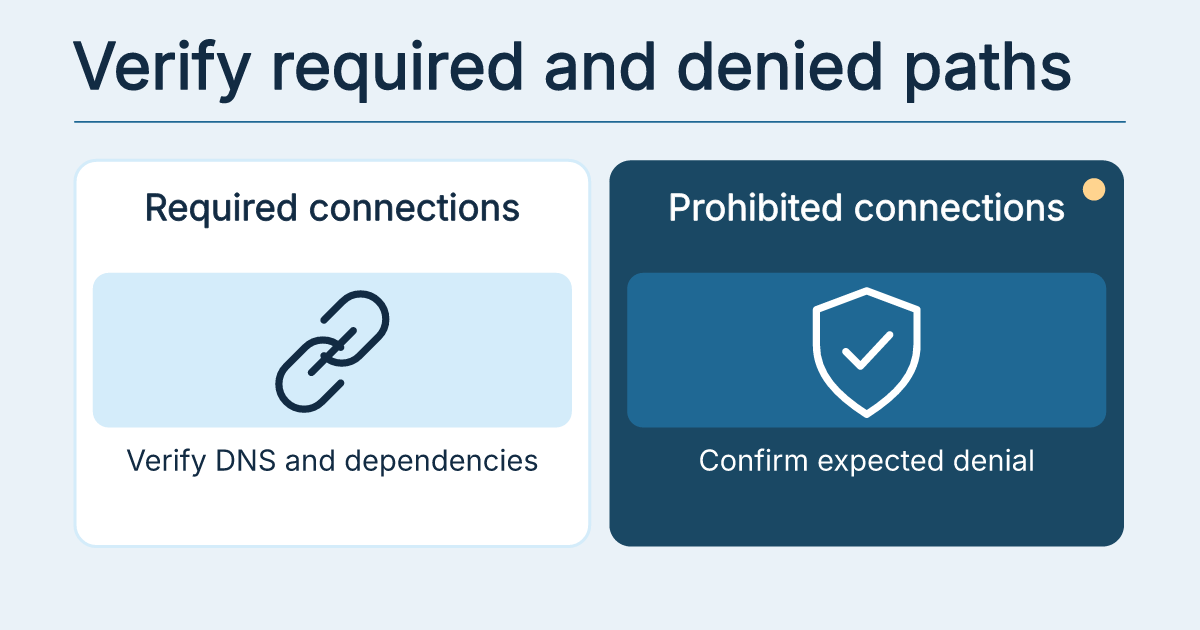 Verify required and denied paths
Required connections
Verify DNS and dependencies
Prohibited connections
Confirm expected denial